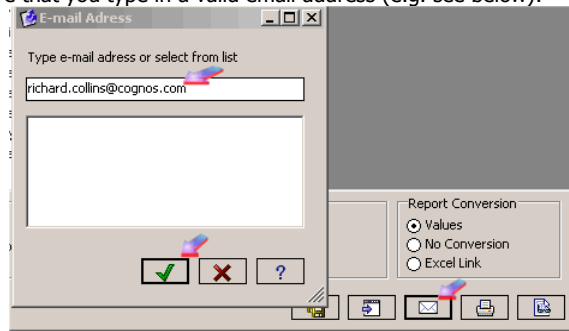 that you type in a valid email address (e.g. see below).
E-mail Adress
Type e-mail adress or select from list
richard.collins@cognos.com
?
Report Conversion
Values
No Conversion
Excel Link